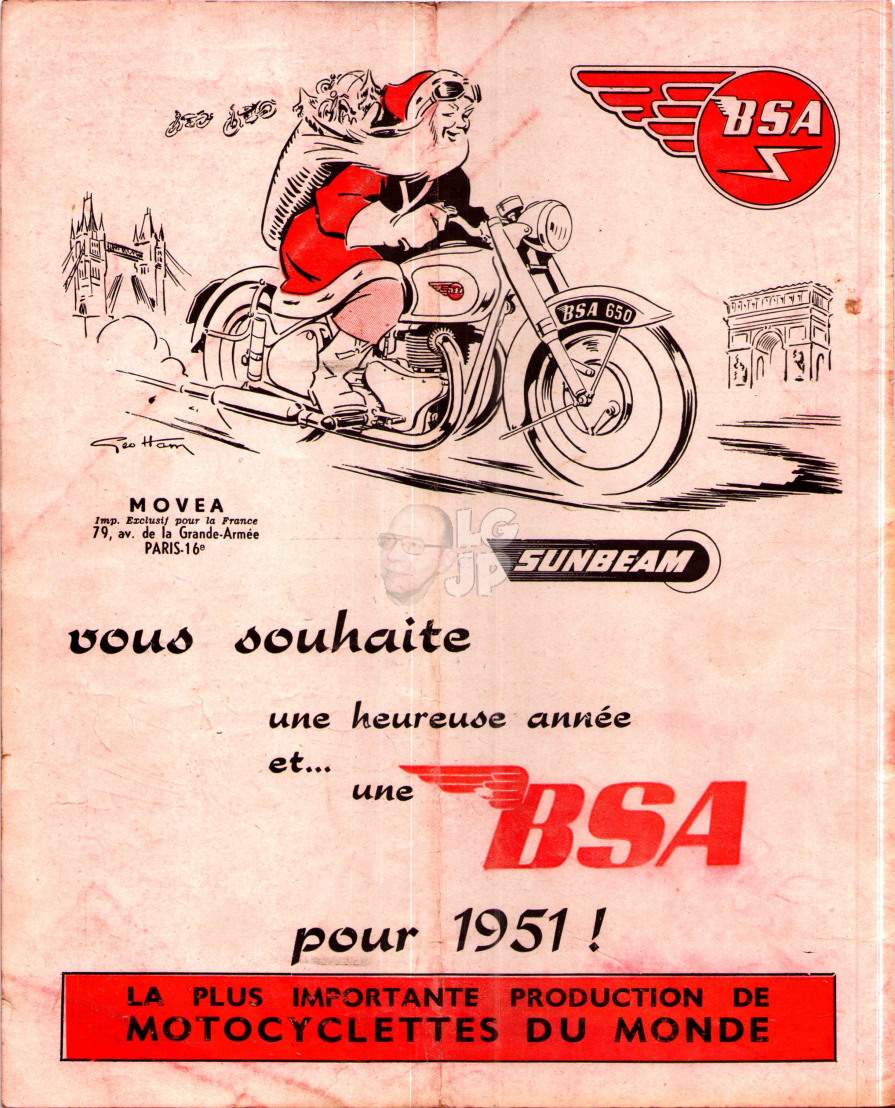 BSA
BSA 650
Geo Ham
MOVEA
Imp. Exclusif pour la France
79, av. de la Grande-Armée
PARIS-16e
LG
JP
SUNBEAM
vous souhaite
une heureuse année
et...
une BSA
pour 1951 !
LA PLUS IMPORTANTE PRODUCTION DE
MOTOCYCLETTES DU MONDE